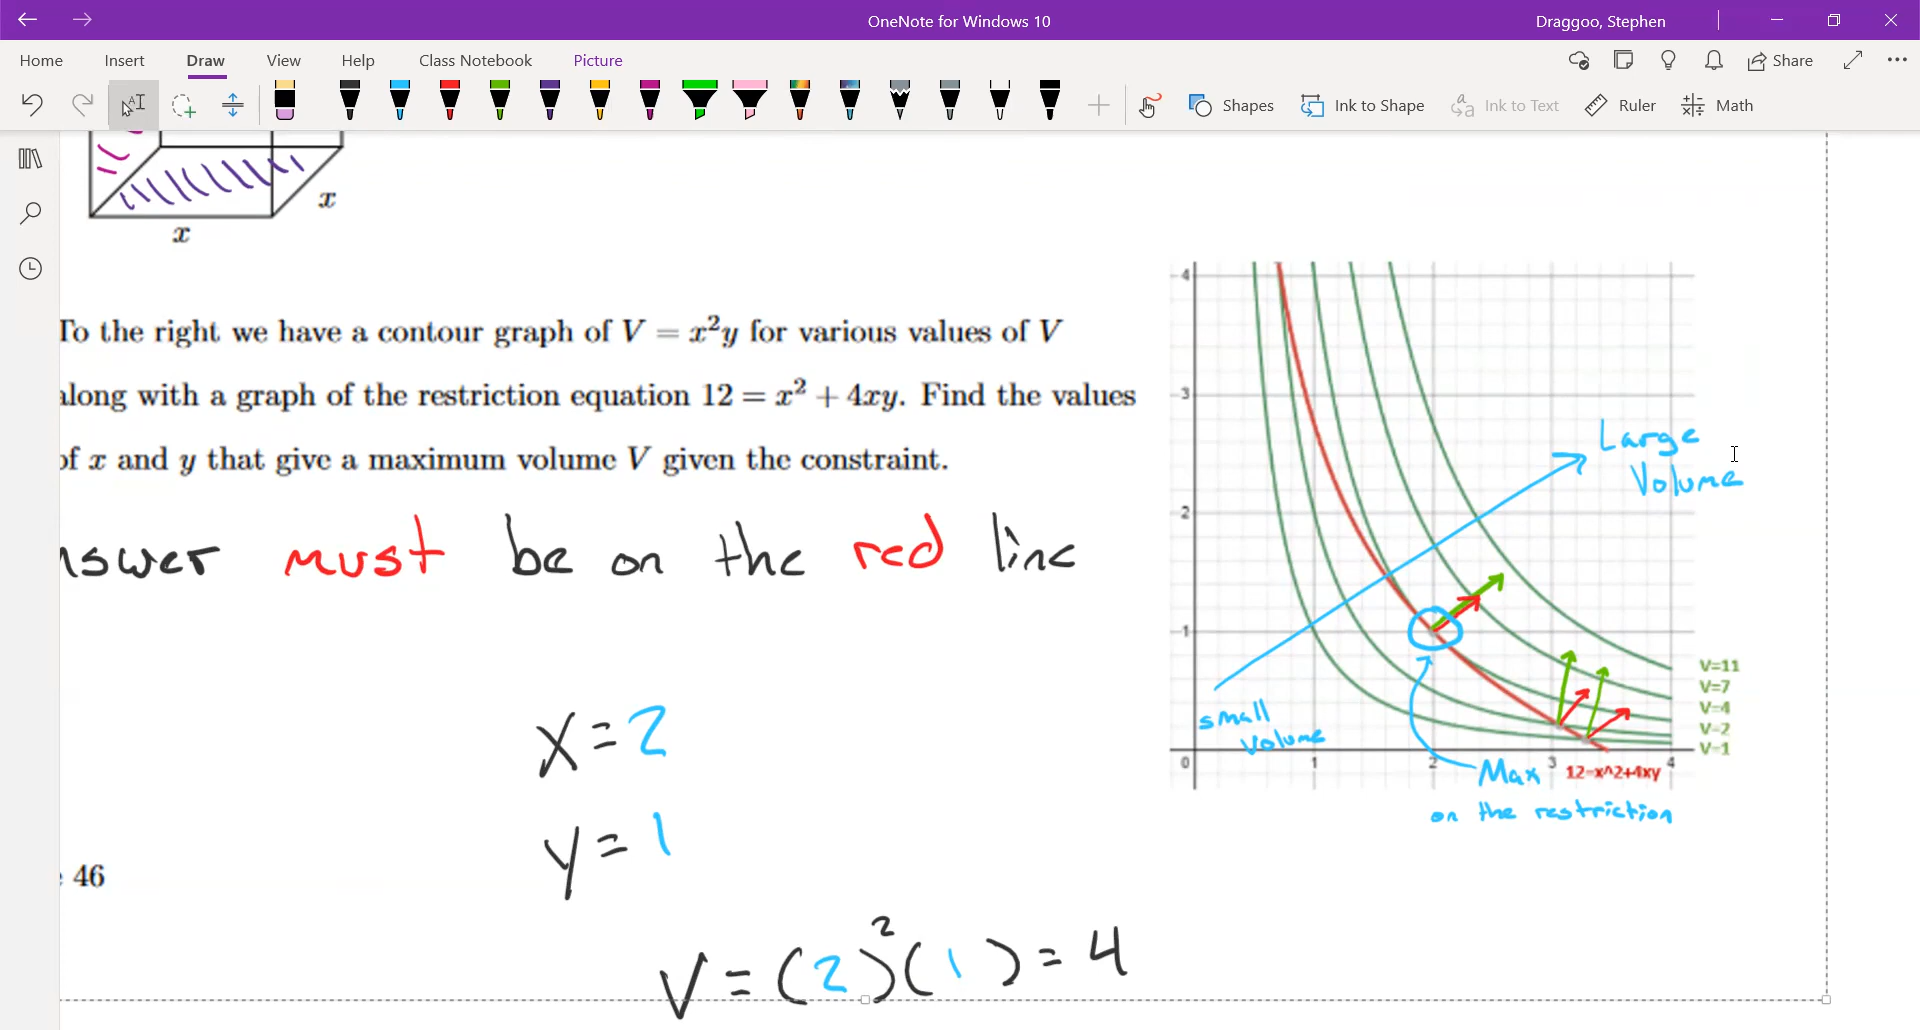 OneNote for Windows 10
Draggoo, Stephen
Home Insert Draw View Help Class Notebook Picture
Share
Shapes Ink to Shape Ink to Text Ruler Math
x
x
To the right we have a contour graph of V = x²y for various values of V
along with a graph of the restriction equation 12 = x² + 4xy. Find the values
of x and y that give a maximum volume V given the constraint.
nswer must be on the red line
x = 2
y = 1
46
V = (2)²(1) = 4
4
3
2
1
0 1 2 3 4
Large
Volume
small
volume
V=11
V=7
V=4
V=2
V=1
12=x^2+4xy
Max
on the restriction